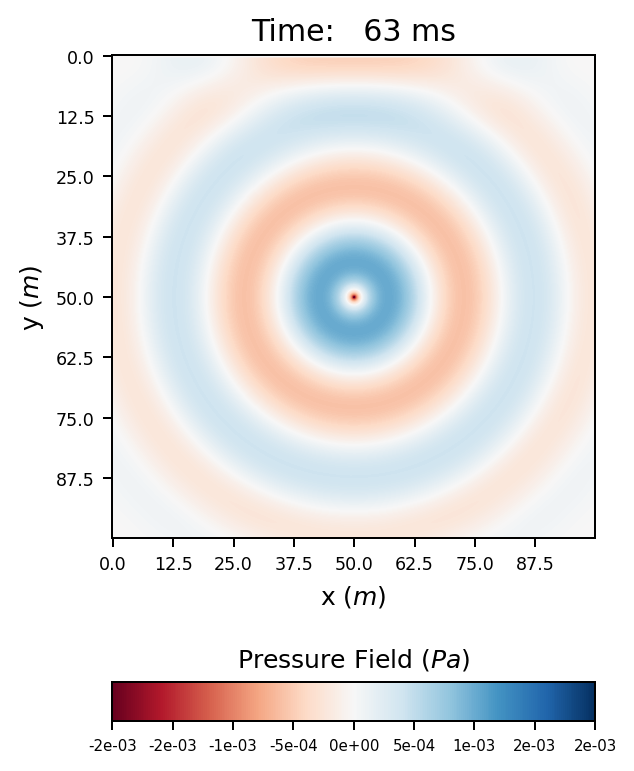 Time: 63 ms
0.0
12.5
25.0
37.5
50.0
62.5
75.0
87.5
y (m)
0.0 12.5 25.0 37.5 50.0 62.5 75.0 87.5
x (m)
Pressure Field (Pa)
-2e-03 -2e-03 -1e-03 -5e-04 0e+00 5e-04 1e-03 2e-03 2e-03